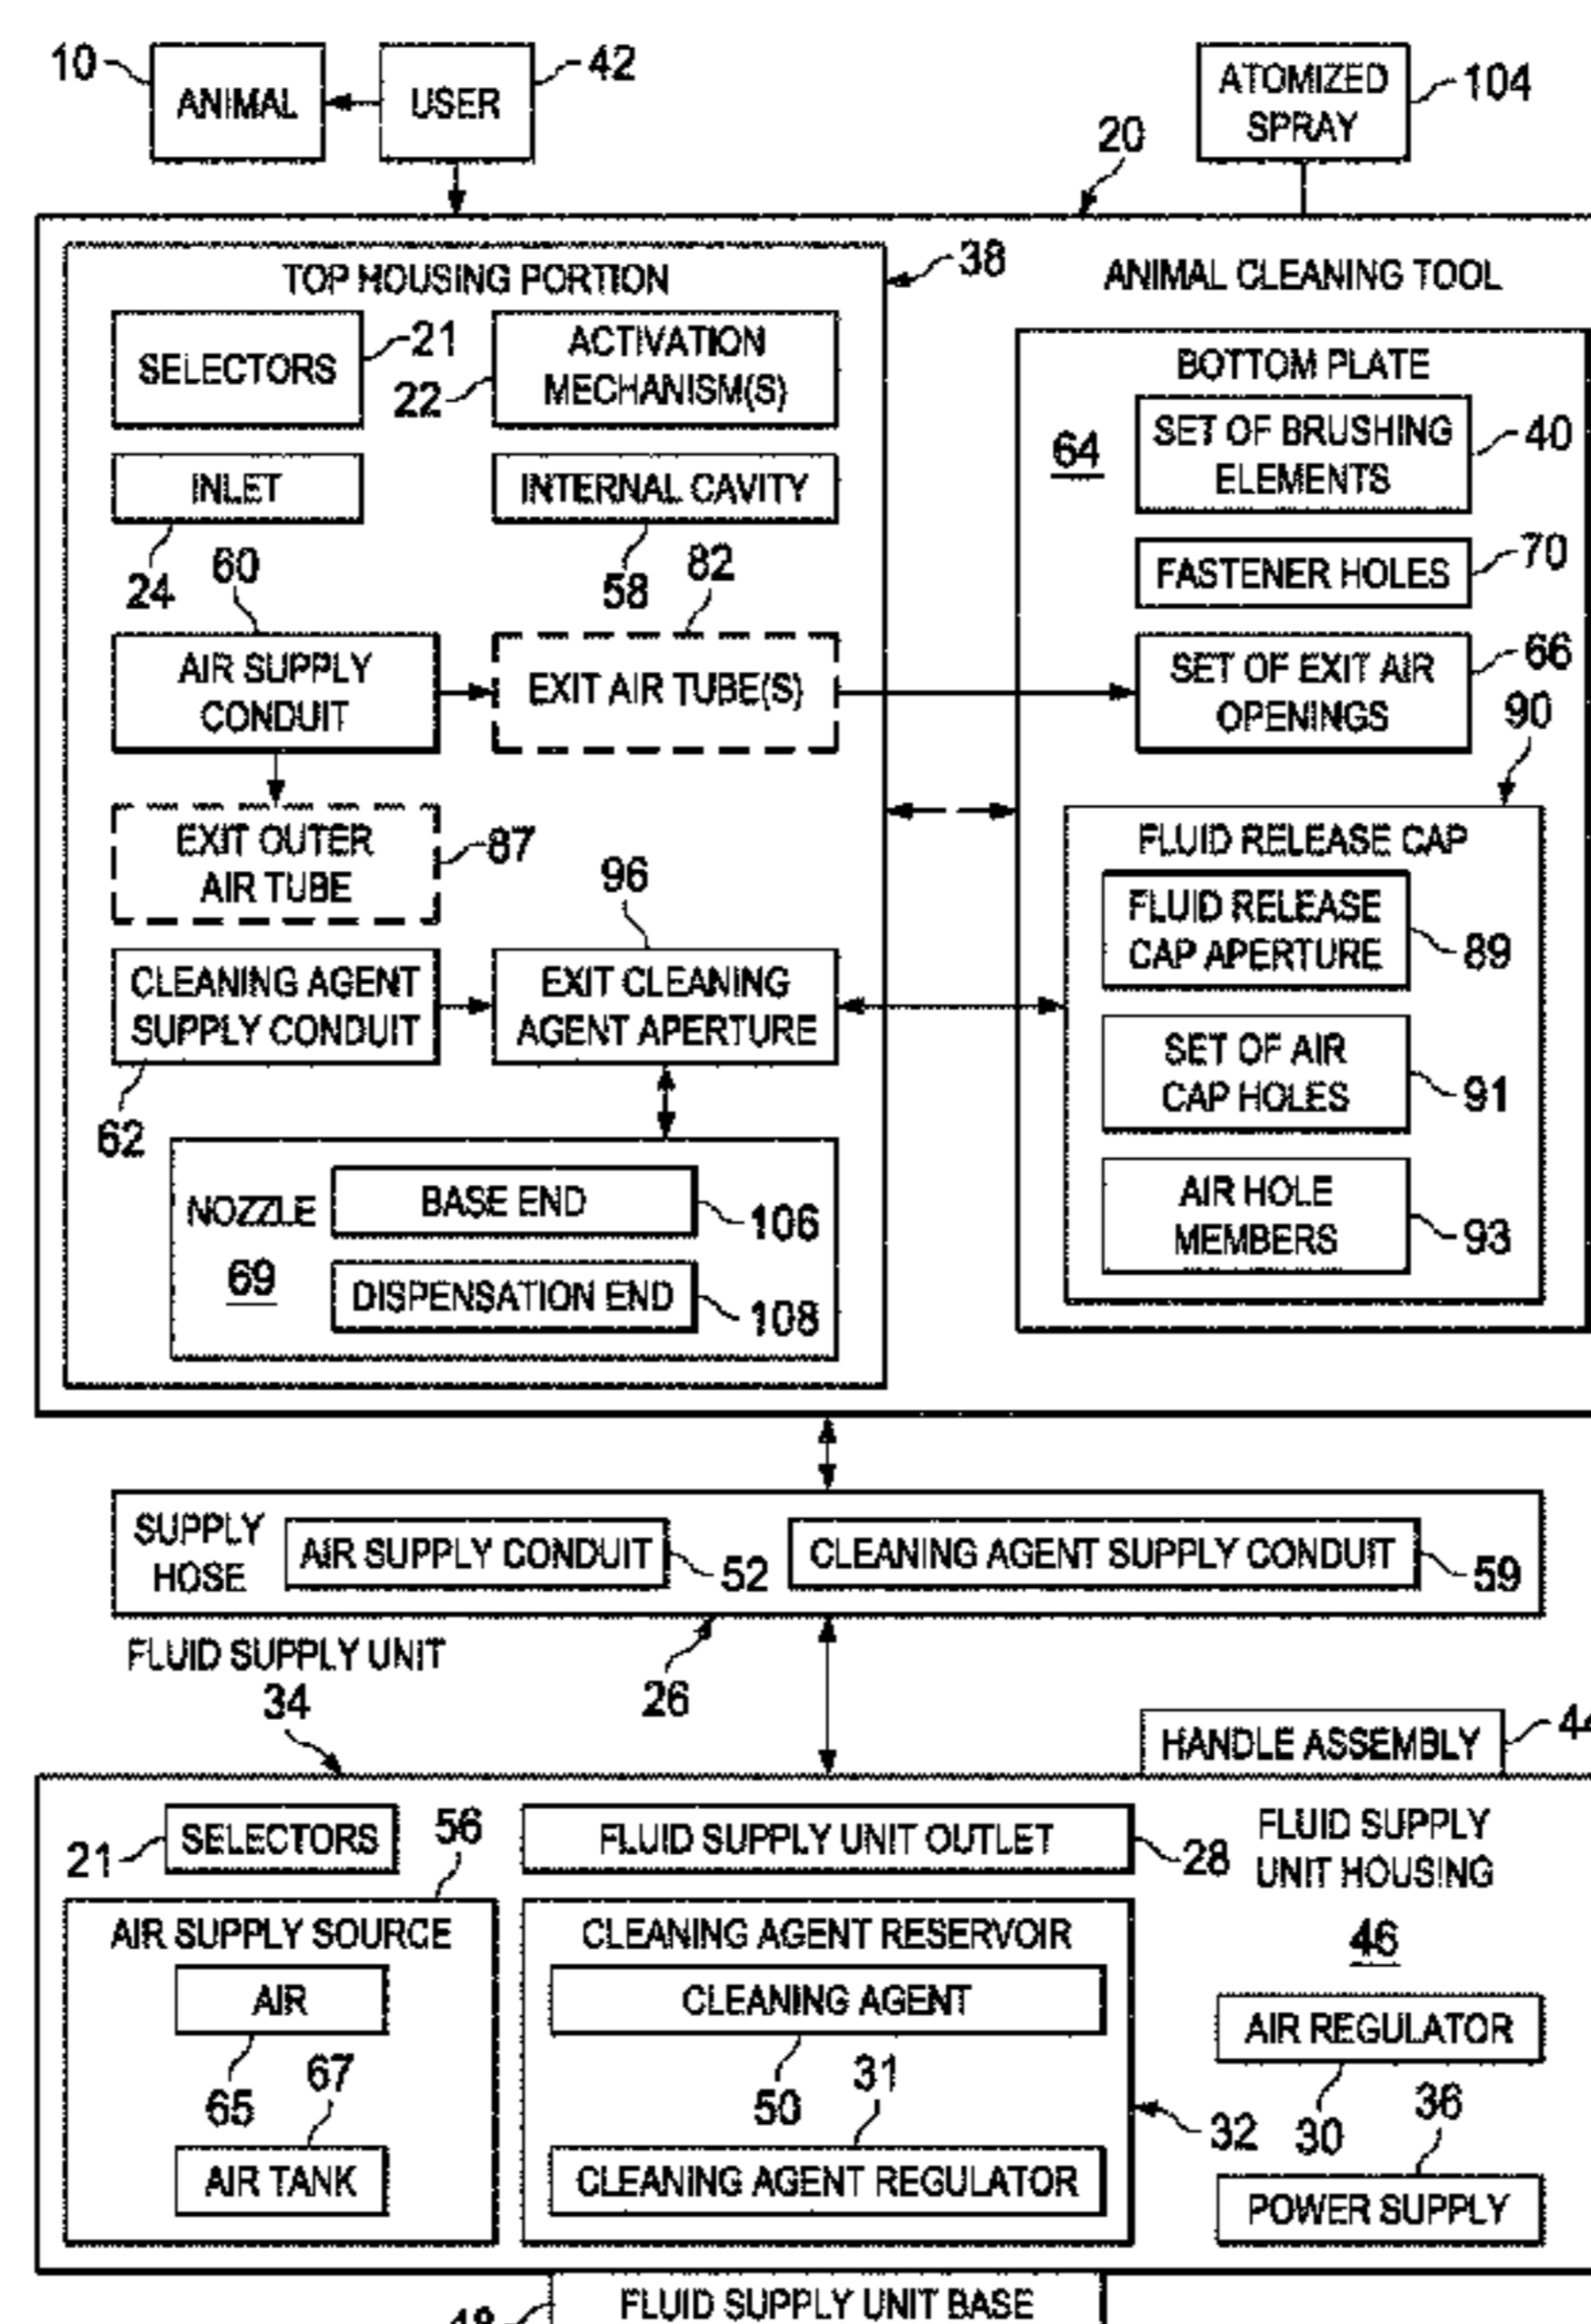 10
ANIMAL
USER
42
ATOMIZED
SPRAY
104
20
TOP HOUSING PORTION
38
ANIMAL CLEANING TOOL
SELECTORS
21
ACTIVATION
MECHANISM(S)
22
INLET
24
INTERNAL CAVITY
58
60
AIR SUPPLY
CONDUIT
82
EXIT AIR TUBE(S)
EXIT OUTER
AIR TUBE
87
CLEANING AGENT
SUPPLY CONDUIT
62
96
EXIT CLEANING
AGENT APERTURE
NOZZLE
69
BASE END
106
DISPENSATION END
108
BOTTOM PLATE
64
SET OF BRUSHING
ELEMENTS
40
FASTENER HOLES
70
SET OF EXIT AIR
OPENINGS
66
90
FLUID RELEASE CAP
FLUID RELEASE
CAP APERTURE
89
SET OF AIR
CAP HOLES
91
AIR HOLE
MEMBERS
93
SUPPLY
HOSE
AIR SUPPLY CONDUIT
52
CLEANING AGENT SUPPLY CONDUIT
59
26
FLUID SUPPLY UNIT
34
HANDLE ASSEMBLY
44
21
SELECTORS
56
FLUID SUPPLY UNIT OUTLET
28
FLUID SUPPLY
UNIT HOUSING
46
AIR SUPPLY SOURCE
AIR
65
67
AIR TANK
CLEANING AGENT RESERVOIR
CLEANING AGENT
50
31
CLEANING AGENT REGULATOR
32
AIR REGULATOR
30
36
POWER SUPPLY
48
FLUID SUPPLY UNIT BASE